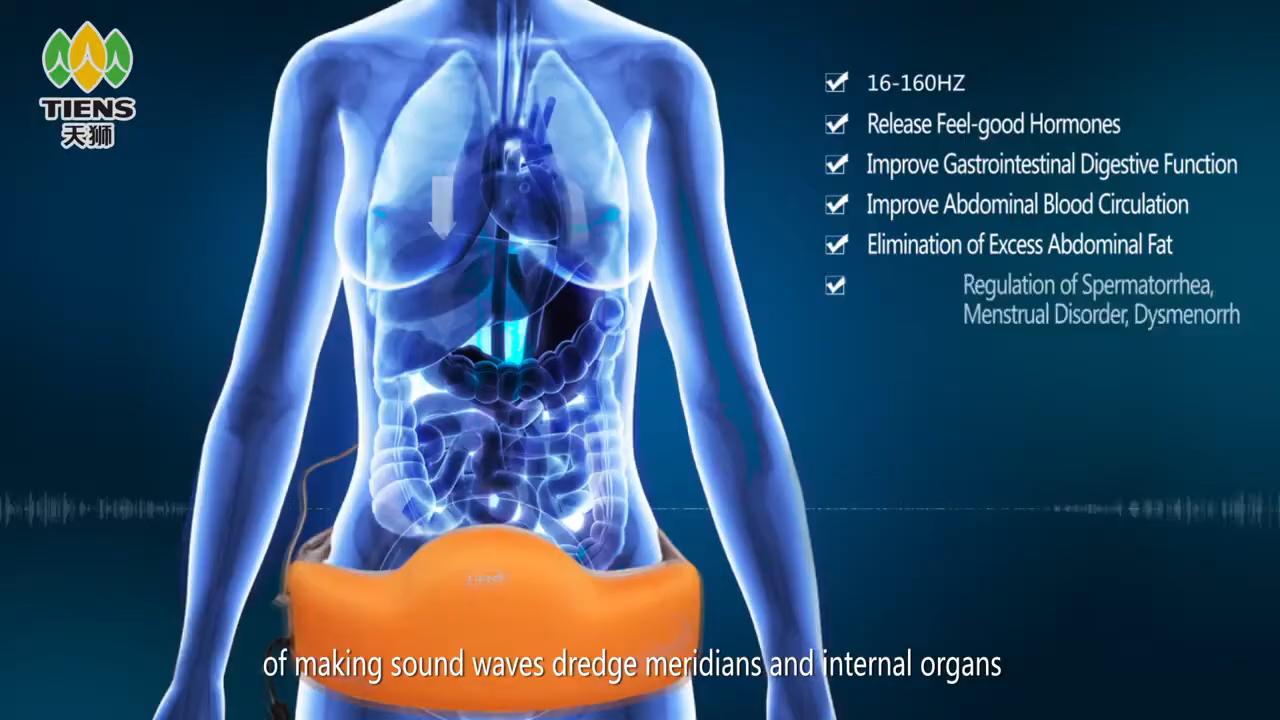 TIENS
天狮
16-160HZ
Release Feel-good Hormones
Improve Gastrointestinal Digestive Function
Improve Abdominal Blood Circulation
Elimination of Excess Abdominal Fat
Regulation of Spermatorrhea,
Menstrual Disorder, Dysmenorrh
TIENS
of making sound waves dredge meridians and internal organs